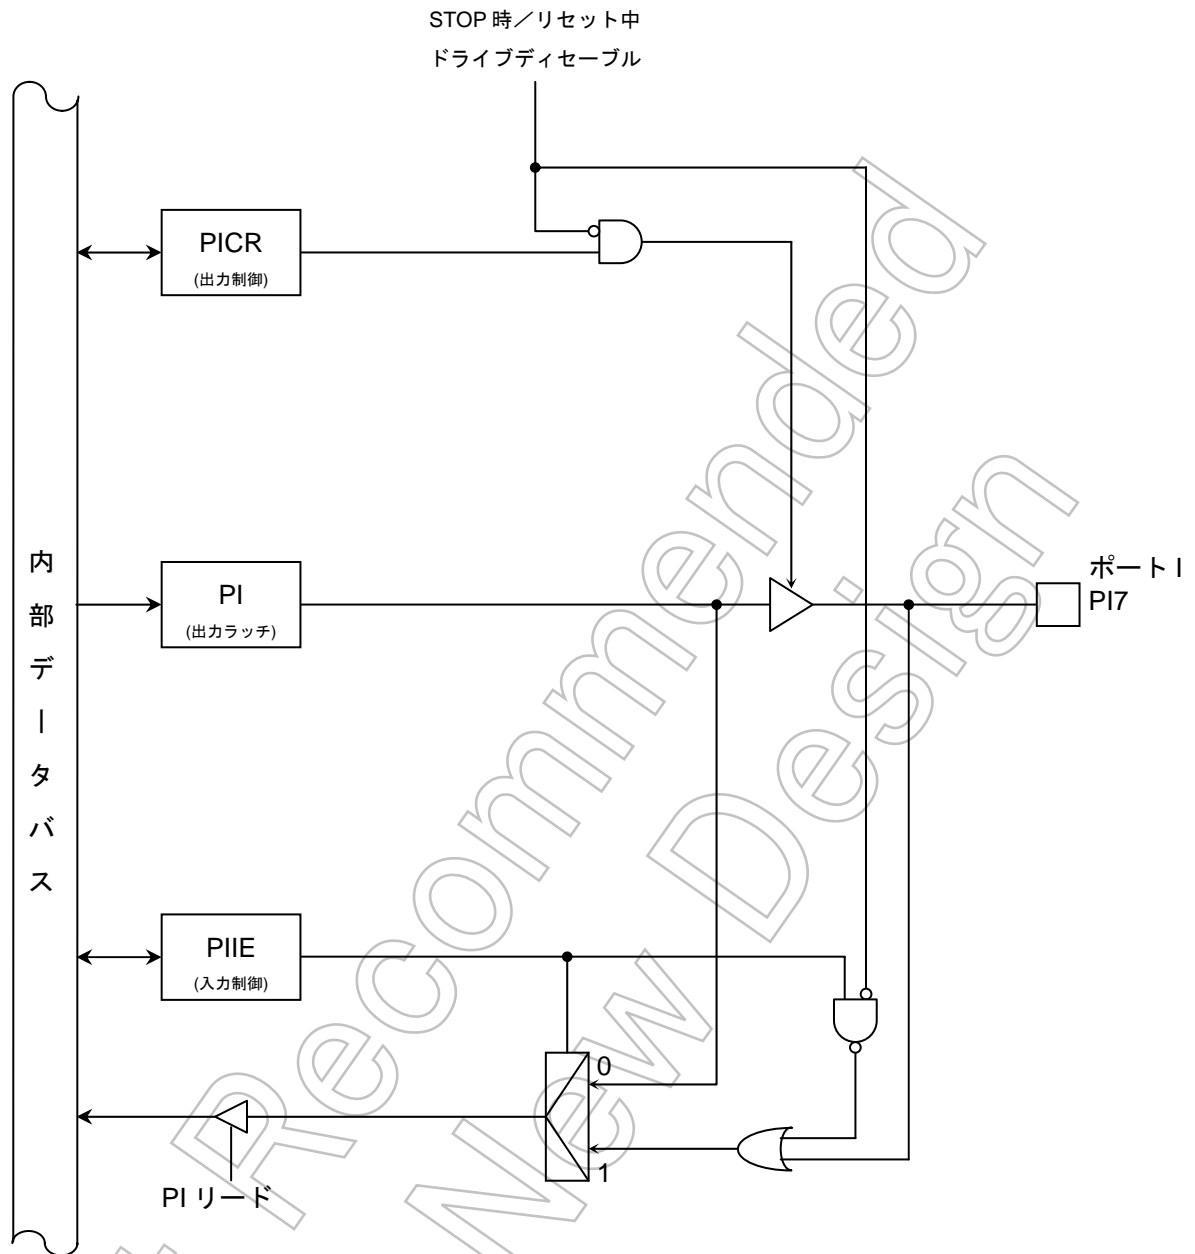 STOP 時／リセット中
ドライブディセーブル
PICR
(出力制御)
内部データバス
PI
(出力ラッチ)
ポート I
PI7
PIIE
(入力制御)
0
1
PI リード
Recommended
New Design